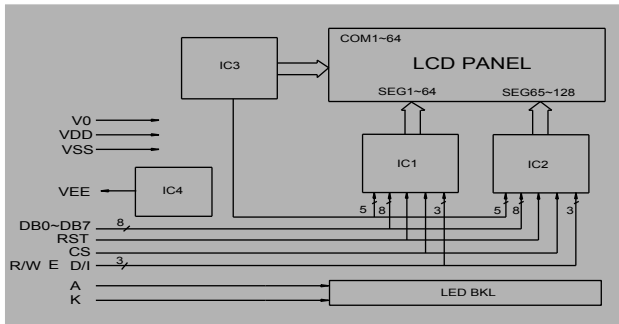 COM1~64
IC3
LCD PANEL
SEG1~64 SEG65~128
V0
VDD
VSS
IC1 IC2
VEE IC4
5 8 3 5 8 3
DB0~DB7 8
RST
CS
R/W E D/I 3
A
K
LED BKL